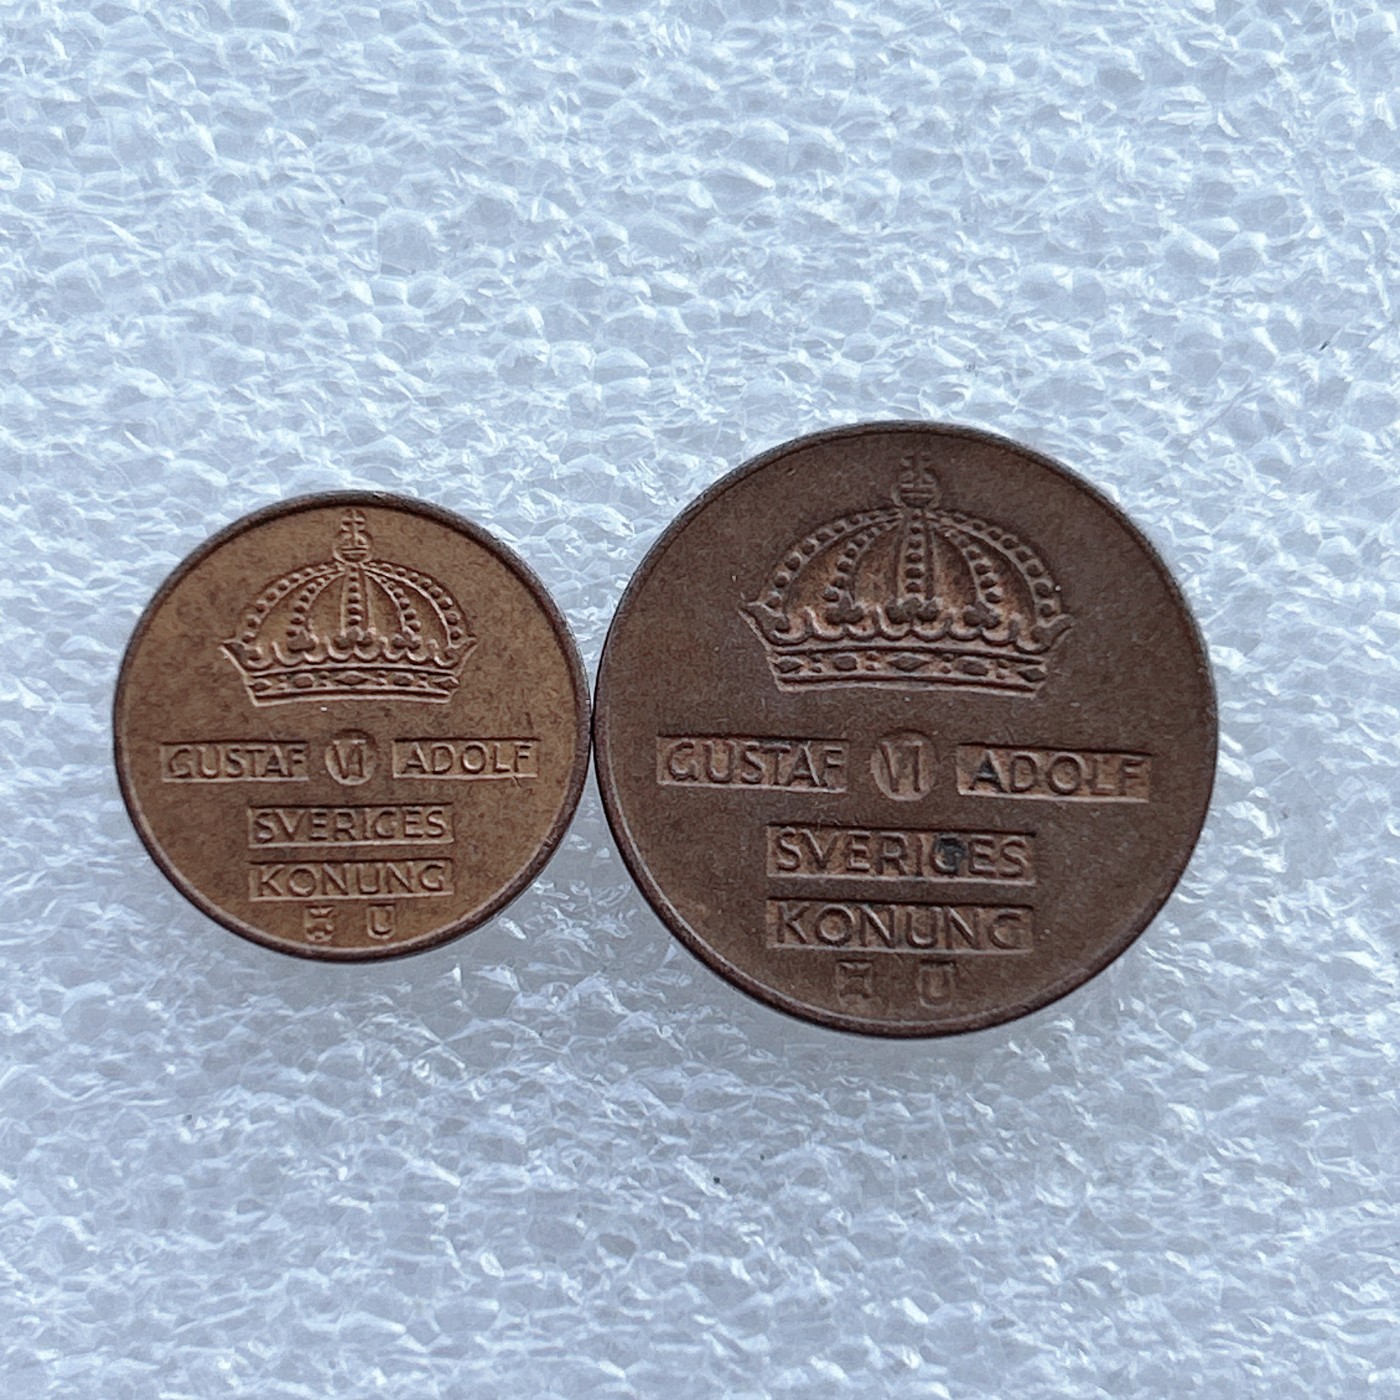 GUSTAF VI ADOLF
SVERIGES
KONUNG
U
GUSTAF VI ADOLF
SVERIGES
KONUNG
U